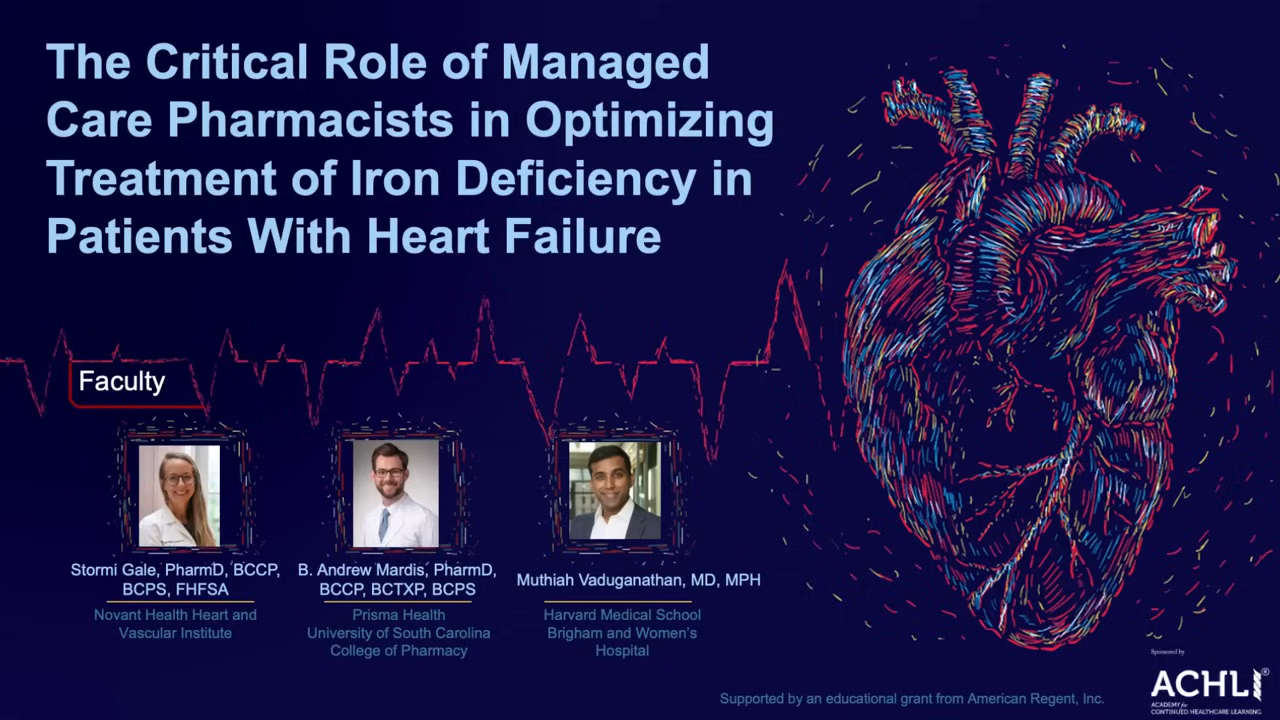 The Critical Role of Managed
Care Pharmacists in Optimizing
Treatment of Iron Deficiency in
Patients With Heart Failure
Faculty
Stormi Gale, PharmD, BCCP,
BCPS, FHFSA
Novant Health Heart and
Vascular Institute
B. Andrew Mardis, PharmD,
BCCP, BCTXP, BCPS
Prisma Health
University of South Carolina
College of Pharmacy
Muthiah Vaduganathan, MD, MPH
Harvard Medical School
Brigham and Women's
Hospital
Supported by an educational grant from American Regent, Inc.
Sponsored by
ACHL®
ACADEMY for
CONTINUED HEALTHCARE LEARNING